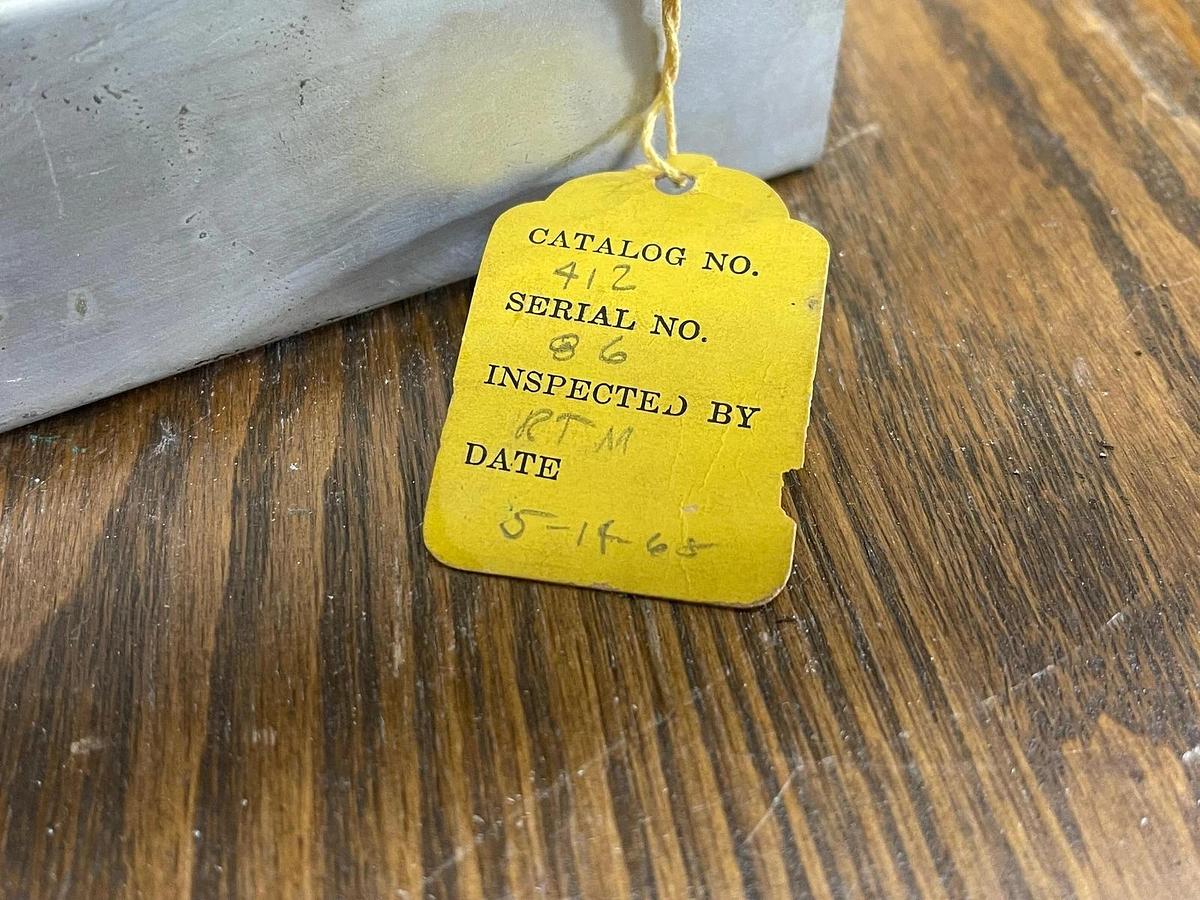 CATALOG NO.
412
SERIAL NO.
86
INSPECTED BY
RTM
DATE
5-14-65